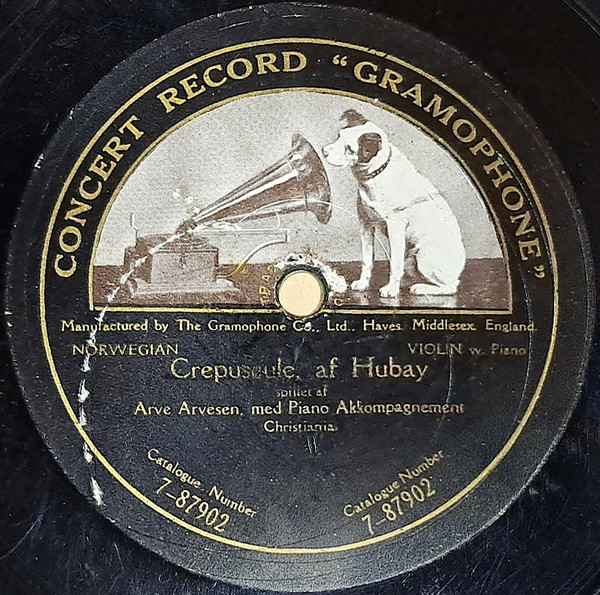 CONCERT RECORD “GRAMOPHONE”
Manufactured by The Gramophone Co., Ltd., Hayes. Middlesex, England.
NORWEGIAN
VIOLIN w. Piano
Crepuscule, af Hubay
spillet af
Arve Arvesen, med Piano Akkompagnement
Christiania
Catalogue Number
7-87902
Catalogue Number
7-87902